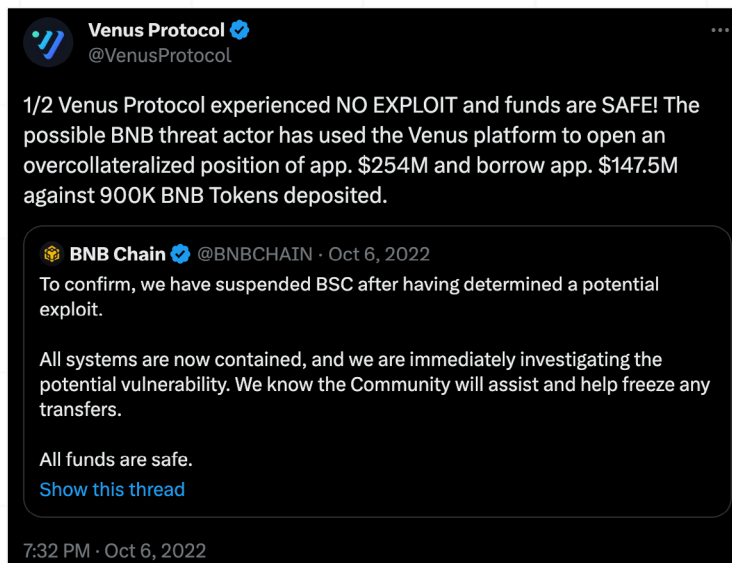 Venus Protocol
@VenusProtocol
1/2 Venus Protocol experienced NO EXPLOIT and funds are SAFE! The
possible BNB threat actor has used the Venus platform to open an
overcollateralized position of app. $254M and borrow app. $147.5M
against 900K BNB Tokens deposited.
BNB Chain @BNBCHAIN · Oct 6, 2022
To confirm, we have suspended BSC after having determined a potential
exploit.
All systems are now contained, and we are immediately investigating the
potential vulnerability. We know the Community will assist and help freeze any
transfers.
All funds are safe.
Show this thread
7:32 PM · Oct 6, 2022